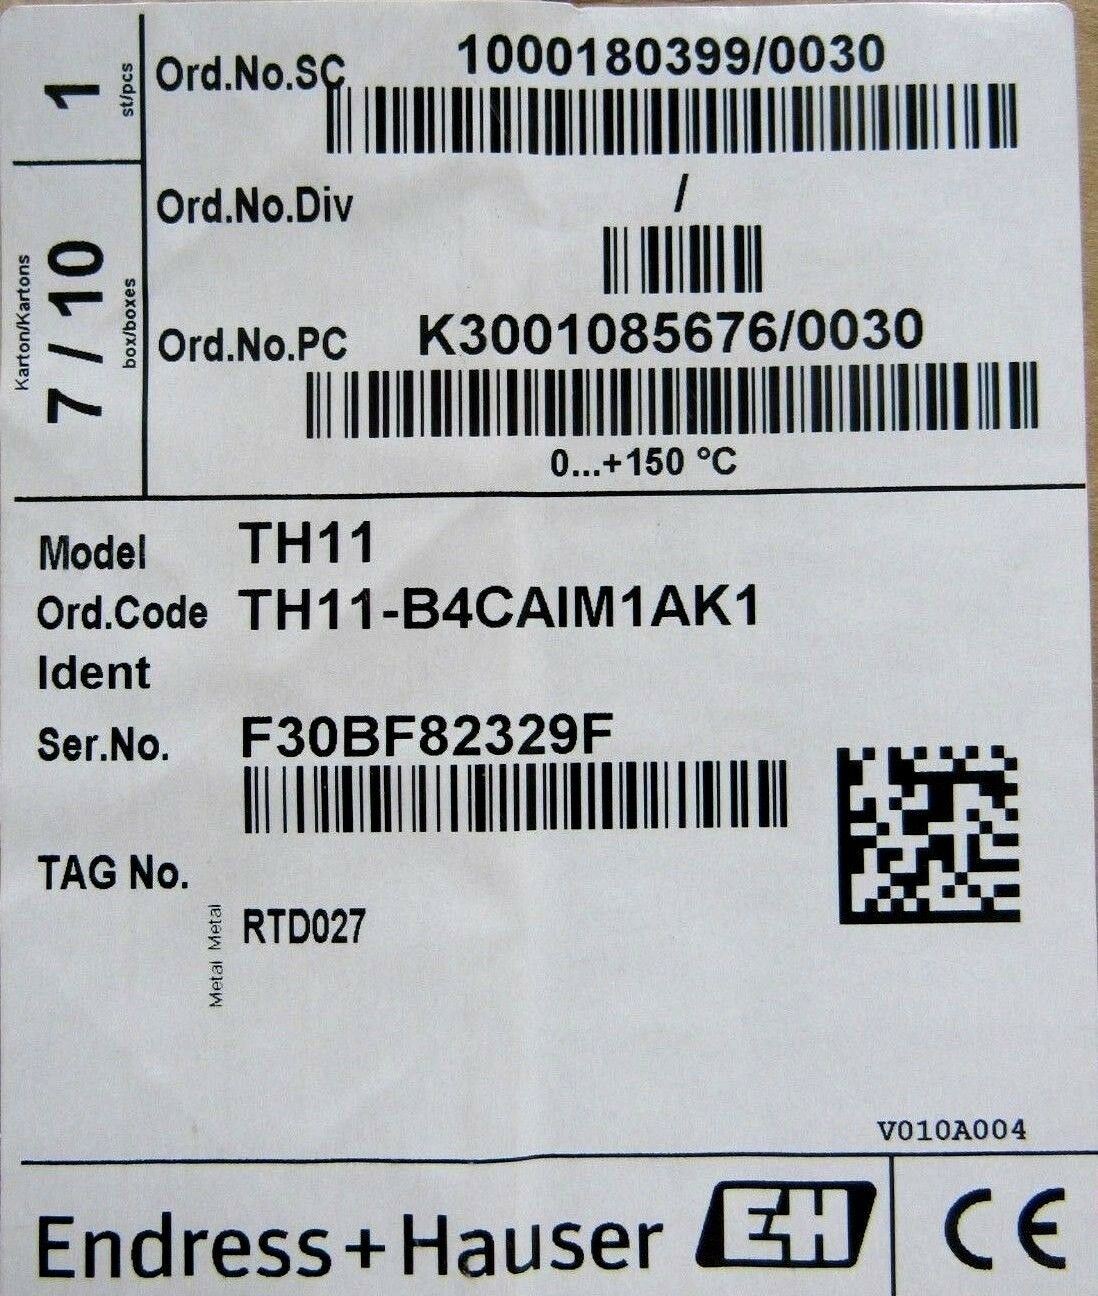 1
st/pcs
Karton/Kartons
7 / 10
box/boxes
Ord.No.SC 1000180399/0030
Ord.No.Div /
Ord.No.PC K3001085676/0030
0...+150 °C
Model TH11
Ord.Code TH11-B4CAIM1AK1
Ident
Ser.No. F30BF82329F
TAG No.
Metal Metal
RTD027
V010A004
Endress+Hauser EH CE